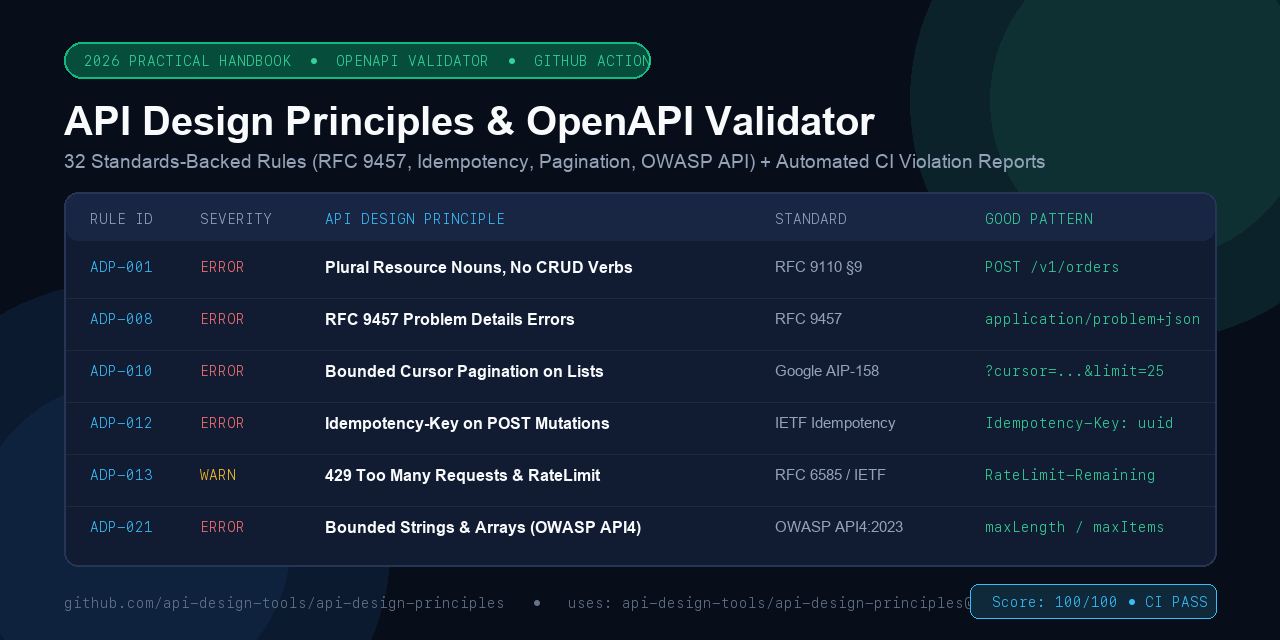 2026 PRACTICAL HANDBOOK ● OPENAPI VALIDATOR ● GITHUB ACTION
API Design Principles & OpenAPI Validator
32 Standards-Backed Rules (RFC 9457, Idempotency, Pagination, OWASP API) + Automated CI Violation Reports
RULE ID SEVERITY API DESIGN PRINCIPLE STANDARD GOOD PATTERN
ADP-001 ERROR Plural Resource Nouns, No CRUD Verbs RFC 9110 §9 POST /v1/orders
ADP-008 ERROR RFC 9457 Problem Details Errors RFC 9457 application/problem+json
ADP-010 ERROR Bounded Cursor Pagination on Lists Google AIP-158 ?cursor=...&limit=25
ADP-012 ERROR Idempotency-Key on POST Mutations IETF Idempotency Idempotency-Key: uuid
ADP-013 WARN 429 Too Many Requests & RateLimit RFC 6585 / IETF RateLimit-Remaining
ADP-021 ERROR Bounded Strings & Arrays (OWASP API4) OWASP API4:2023 maxLength / maxItems
github.com/api-design-tools/api-design-principles ● uses: api-design-tools/api-design-principles@ Score: 100/100 ● CI PASS